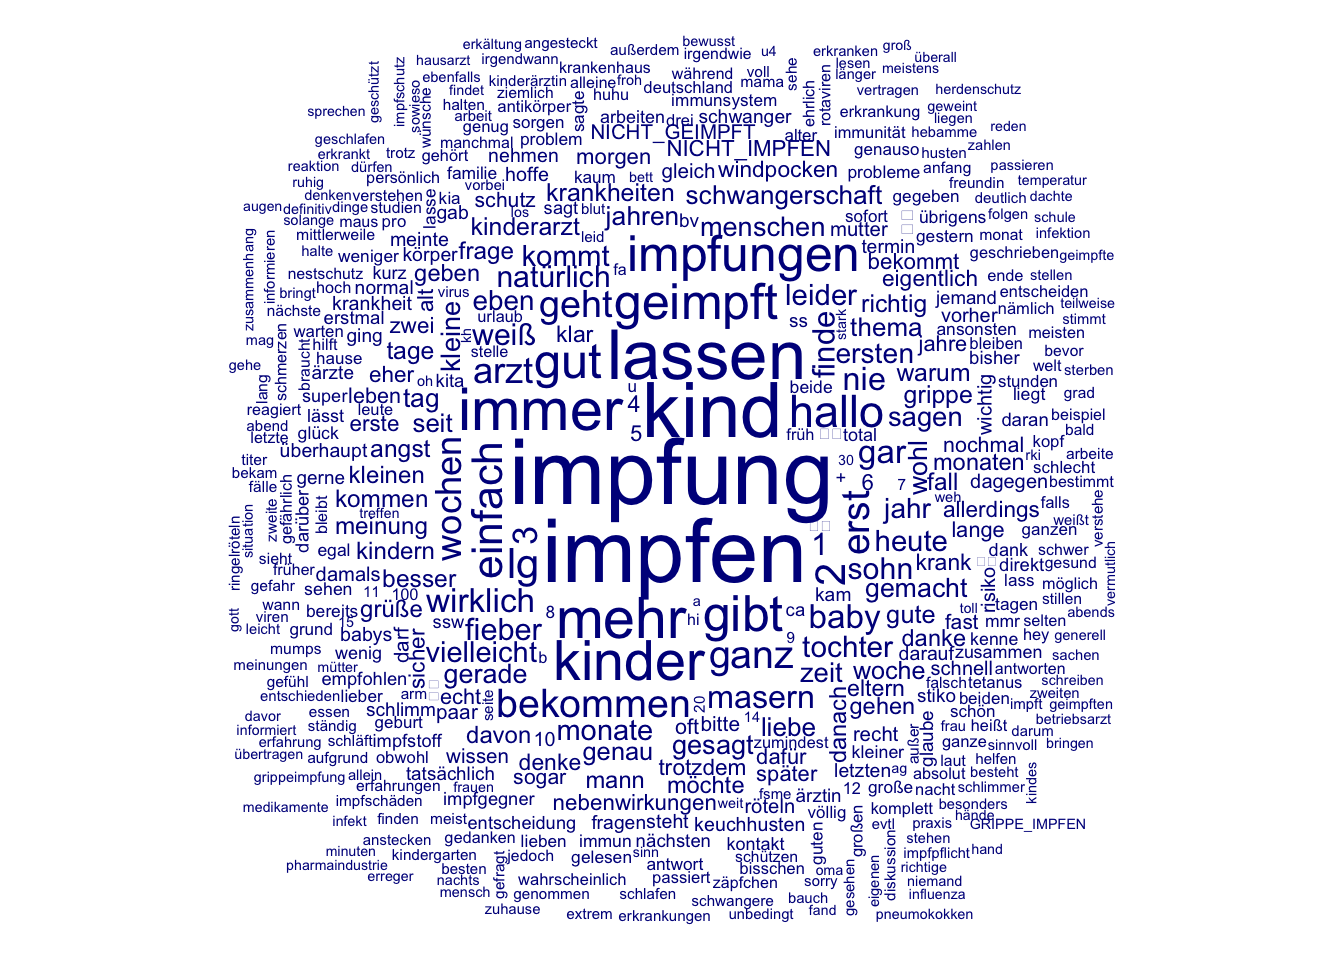 erkältung angesteckt außerdem bewusst irgendwie u4 erkranken groß
hausarzt irgendwann krankenhaus während voll sehe lesen überall
geschützt impfschutz sowieso ebenfalls kinderärztin alleine froh deutschland mama ehrlich rotaviren länger meistens
findet ziemlich huhu immunsystem vertragen herdenschutz
sprechen wünsche halten antikörper sagte arbeiten drei schwanger erkrankung geweint
arbeit genug sorgen NICHT_GEIMPFT alter immunität hebamme liegen reden
geschlafen manchmal problem NICHT_IMPFEN genauso husten zahlen
erkrankt trotz gehört nehmen morgen gleich windpocken probleme anfang passieren
reaktion dürfen familie hoffe kaum bett freundin temperatur
ruhig persönlich vorbei krankheiten schwangerschaft gegeben deutlich dachte
denken verstehen lasse kia schutz
augen definitiv dinge studien gab los sagt blut jahren bv menschen sofort übrigens folgen schule
solange maus pro kinderarzt leid mutter gestern monat infektion
mittlerweile meinte frage kommt impfungen termin geschrieben geimpfte
halte weniger körper natürlich fa bekommt
zusammenhang informieren nestschutz kurz geben eigentlich ende stellen
bringt hoch normal alt virus eben geht geimpft leider richtig jemand entscheiden
nächste krankheit urlaub ss stark vorher nämlich teilweise
erstmal zwei kleine kh weiß klar finde thema ansonsten stimmt
mag warten ging lassen jahre bleiben meisten
schmerzen hilft tage stelle gut ersten bisher bevor
gehe hause arzt nie warum welt sterben
lang braucht ärzte eher oh kita immer u kind beide grippe wichtig stunden
super leben tag 4 hallo sagen liegt grad
reagiert lässt leute daran beispiel
abend glück erste seit 5 früh total nochmal kopf bald
letzte überhaupt angst wochen einfach impfung gar wohl monaten rki arbeite
titer 30 schlecht
bekam gerne kleinen + 6 7 fall dagegen bestimmt
fälle gefährlich kommen erst weh
zweite darüber bleibt treffen jahr allerdings falls
ringelröteln situation meinung 3 impfen 1 lange ganzen weißt verstehe
sieht egal kindern lg heute dank schwer
früher damals besser 2 sohn krank direkt gesund
gefahr sehen 11 100 kam gemacht risiko lass möglich vermutlich
wann bereits grüße wirklich 8 mehr a gibt ca baby gute toll tagen stillen
gott viren 15 ssw hi fast mmr selten abends
leicht grund babys darf fieber 9 danke kenne hey generell
mumps wenig sicher vielleicht b kinder ganz tochter darauf zusammen sachen
meinungen mütter gerade zeit woche schnell antworten
gefühl empfohlen masern eltern falsch tetanus schreiben
entschieden lieber arm echt seite bekommen 20 danach gehen stiko beiden zweiten
davor essen schlimm paar 14 liebe impft geimpften
informiert ständig geburt davon 10 monate oft bitte recht außer glaube schön betriebsarzt
erfahrung schläft impfstoff genau gesagt zumindest kleiner ganze fran heißt darum
übertragen aufgrund obwohl wissen denke dafür laut sinnvoll bringen
grippeimpfung allein tatsächlich sogar trotzdem später letzten ag absolut helfen besteht kindes
erfahrungen frauen mann möchte ärztin 12 große nacht schlimmer
medikamente impfschäden impfgegner nebenwirkungen weit fsme röteln völlig komplett besonders
infekt finden meist entscheidung fragen steht keuchhusten guten großen evtl praxis hände GRIPPE_IMPFEN
anstecken gedanken lieben immun nächsten kontakt diskussion stehen
minuten kindergarten jedoch gelesen sinn schützen impfpflicht hand
pharmaindustrie besten gefragt antwort bisschen oma richtige
erreger nachts wahrscheinlich passiert zäpfchen sorry gesehen eigenen niemand
mensch genommen schlafen schwangere bauch influenza
zuhause extrem erkrankungen unbedingt fand pneumokokken